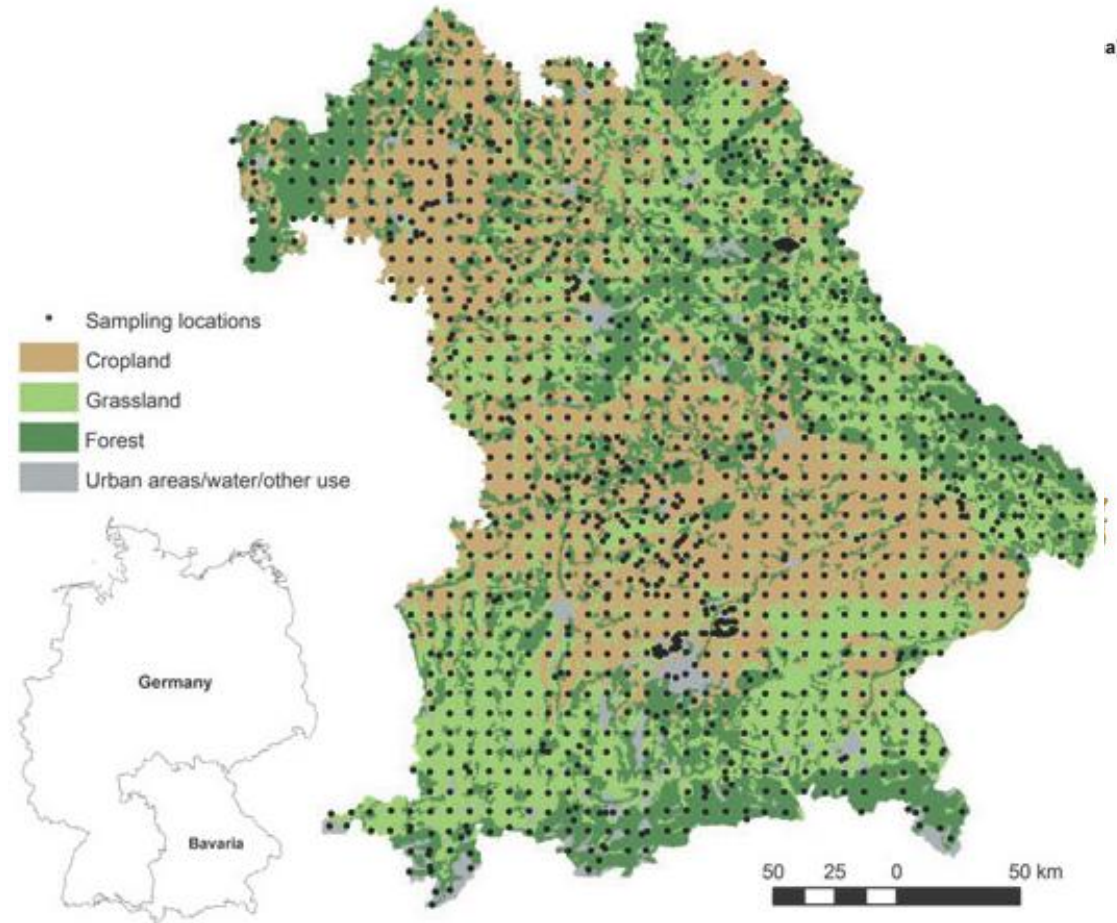 a
Sampling locations
Cropland
Grassland
Forest
Urban areas/water/other use
Germany
Bavaria
50 25 0 50 km